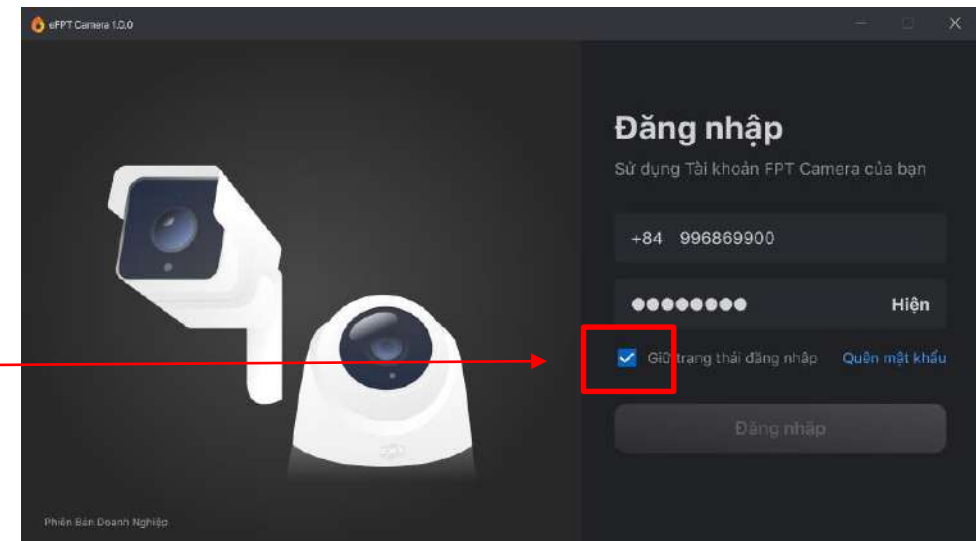 eFPT Camera 1.0.0
Đăng nhập
Sử dụng Tài khoản FPT Camera của bạn
+84 996869900
●●●●●●●● Hiện
Giữ trạng thái đăng nhập Quên mật khẩu
Đăng nhập
Phiên Bản Doanh Nghiệp